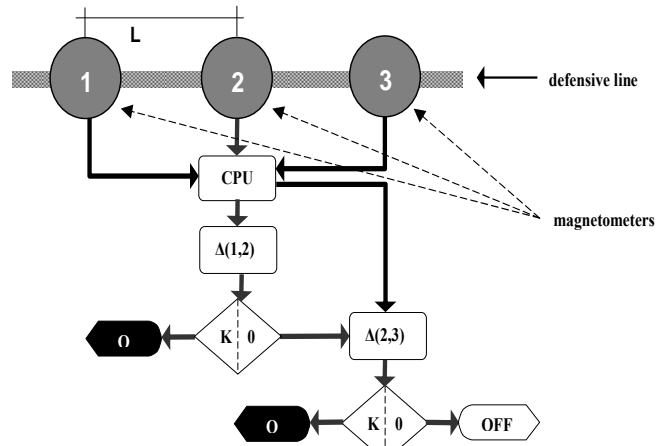 L
1
2
3
defensive line
CPU
magnetometers
Δ(1,2)
K 0
O
Δ(2,3)
K 0
O
OFF